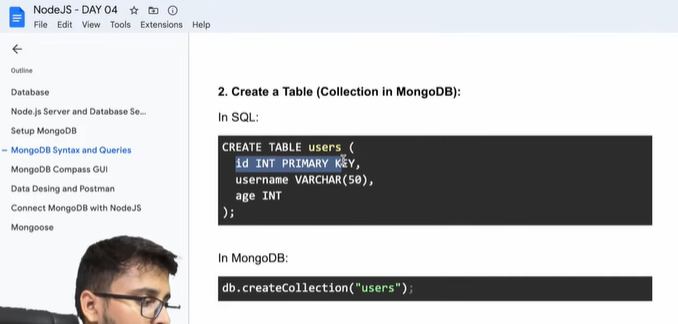 NodeJS - DAY 04
File Edit View Tools Extensions Help
Outline
Database
Node.js Server and Database Se...
Setup MongoDB
MongoDB Syntax and Queries
MongoDB Compass GUI
Data Desing and Postman
Connect MongoDB with NodeJS
Mongoose
2. Create a Table (Collection in MongoDB):
In SQL:
CREATE TABLE users (
id INT PRIMARY KEY,
username VARCHAR(50),
age INT
);
In MongoDB:
db.createCollection("users");